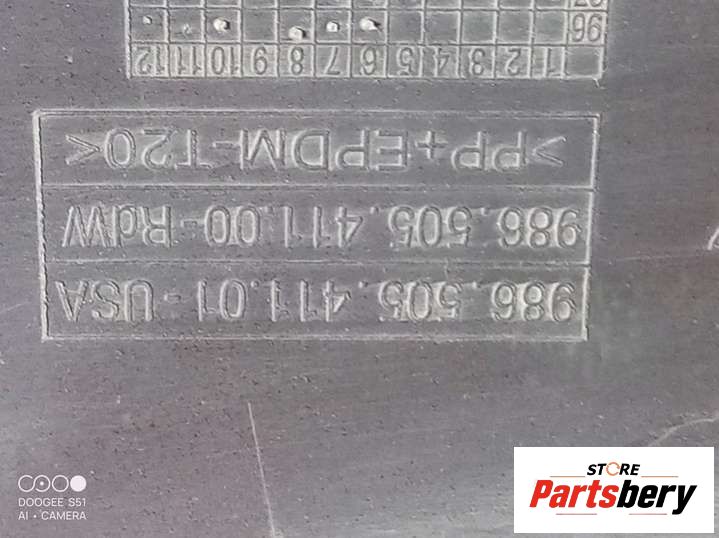 986.505.411.01-USA
986.505.411.00-RdW
>PP+EPDM-T20<
1 2 3 4 5 6 7 8 9 10 11 12
96
STORE
Partsbery
DOOGEE S51
AI • CAMERA